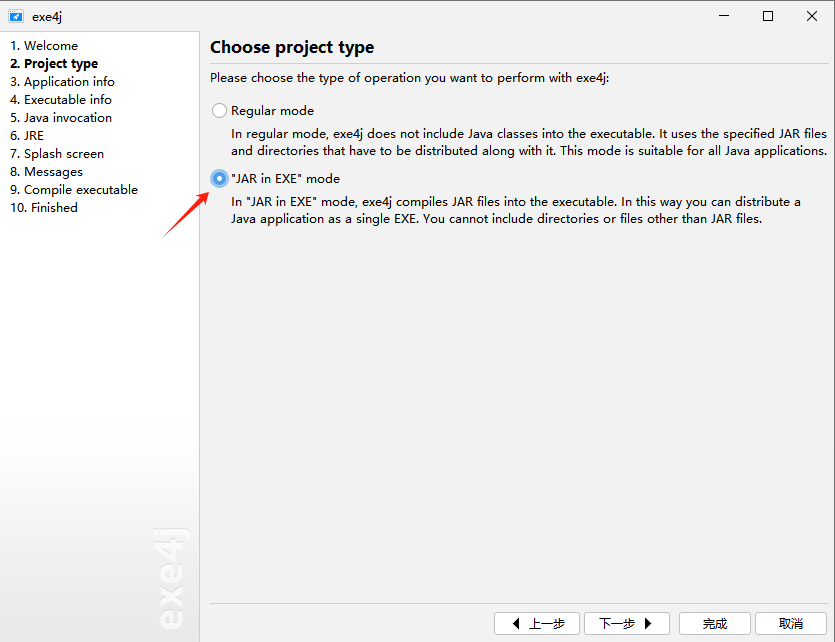 exe4j
1. Welcome
2. Project type
3. Application info
4. Executable info
5. Java invocation
6. JRE
7. Splash screen
8. Messages
9. Compile executable
10. Finished
exe4j
Choose project type
Please choose the type of operation you want to perform with exe4j:
Regular mode
In regular mode, exe4j does not include Java classes into the executable. It uses the specified JAR files
and directories that have to be distributed along with it. This mode is suitable for all Java applications.
"JAR in EXE" mode
In "JAR in EXE" mode, exe4j compiles JAR files into the executable. In this way you can distribute a
Java application as a single EXE. You cannot include directories or files other than JAR files.
上一步 下一步 完成 取消